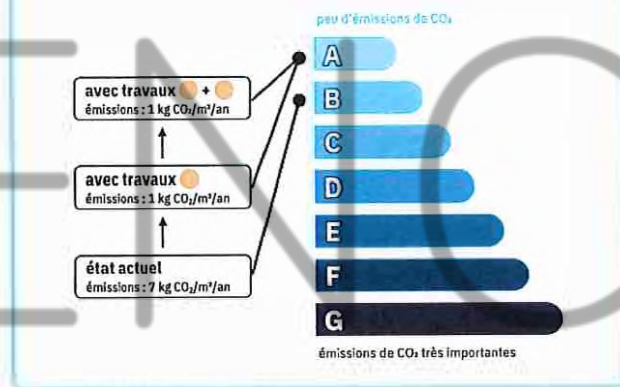 peu d'émissions de CO₂
A
B
C
D
E
F
G
émissions de CO₂ très importantes
avec travaux +
émissions : 1 kg CO₂/m²/an
avec travaux
émissions : 1 kg CO₂/m²/an
état actuel
émissions : 7 kg CO₂/m²/an